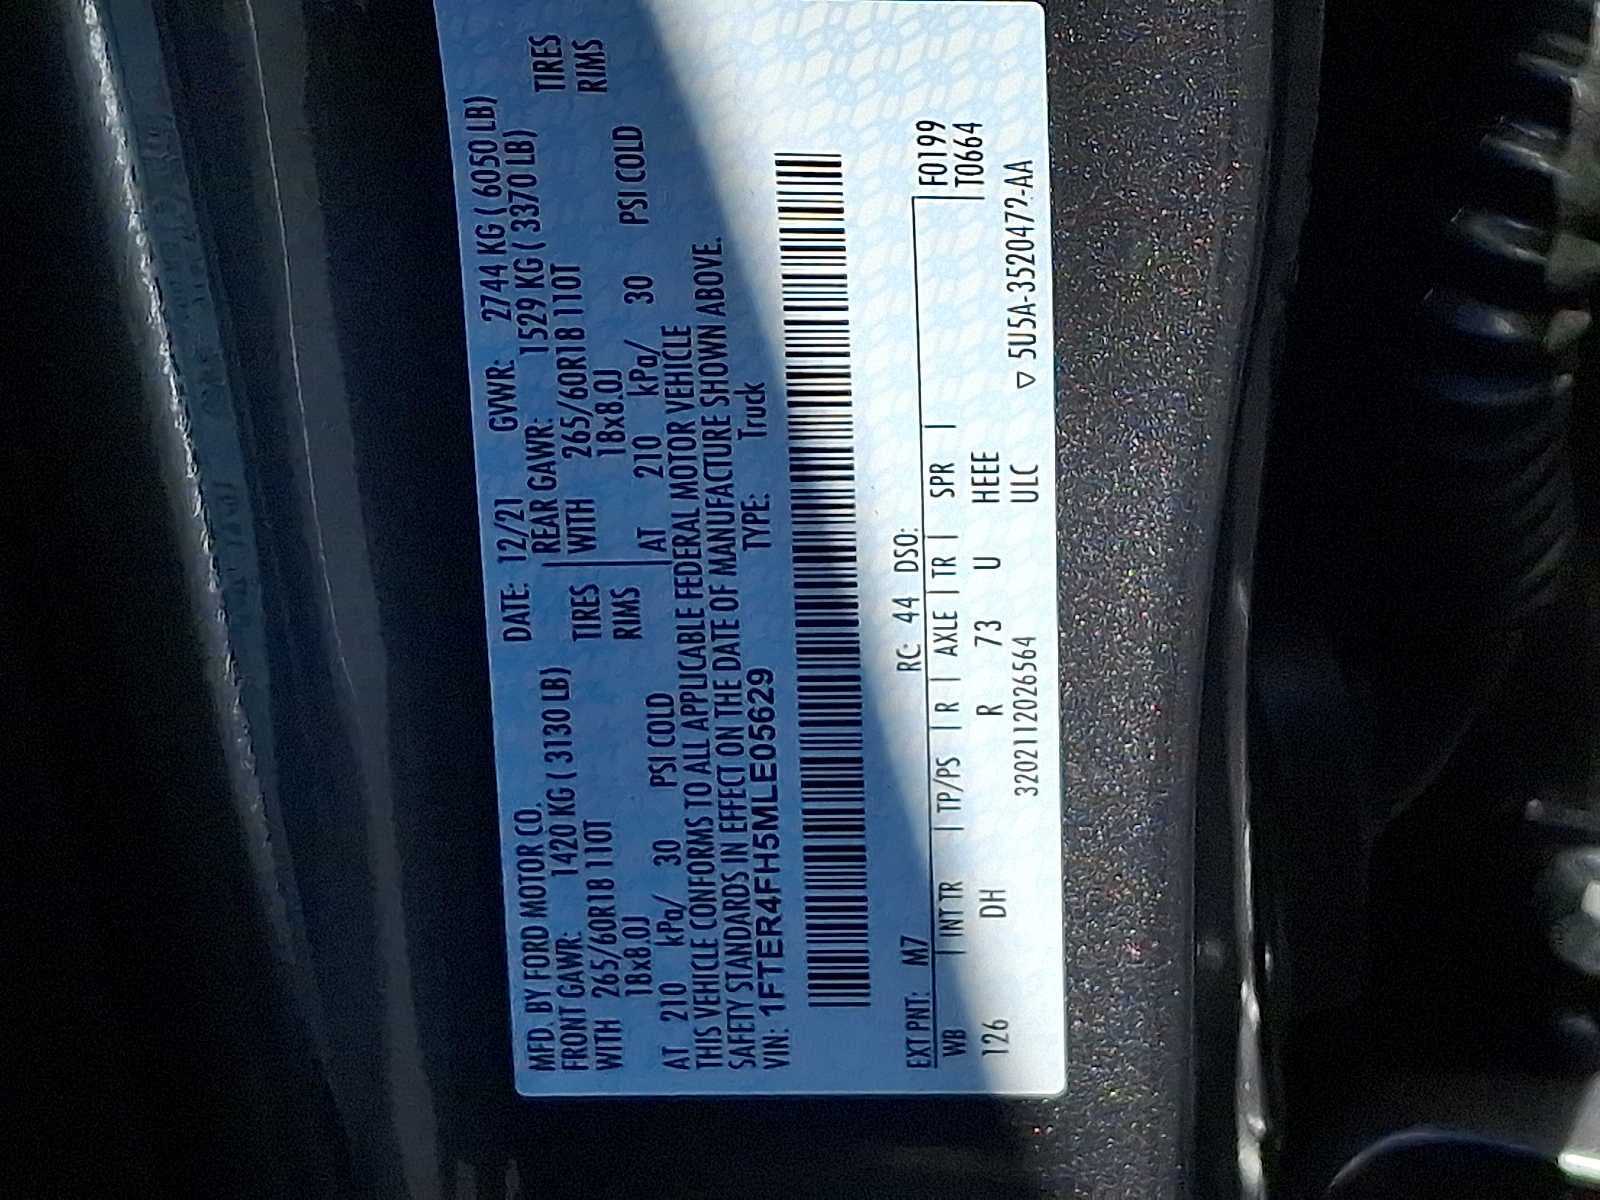 MFD. BY FORD MOTOR CO. DATE: 12/21 GVWR: 2744 KG ( 6050 LB)
FRONT GAWR: 1420 KG ( 3130 LB) REAR GAWR: 1529 KG ( 3370 LB)
WITH 265/60R18 110T TIRES WITH 265/60R18 110T TIRES
18x8.0J RIMS 18x8.0J RIMS
AT 210 kPa/ 30 PSI COLD AT 210 kPa/ 30 PSI COLD
THIS VEHICLE CONFORMS TO ALL APPLICABLE FEDERAL MOTOR VEHICLE
SAFETY STANDARDS IN EFFECT ON THE DATE OF MANUFACTURE SHOWN ABOVE.
VIN: 1FTER4FH5MLE05629 TYPE: Truck
EXT PNT: M7 RC: 44 DSO: F0199
WB | INT TR | TP/PS | R | AXLE | TR | SPR | T0664
126 DH R 73 U HEEE
3202112026564 ULC ▽ 5U5A-3520472-AA